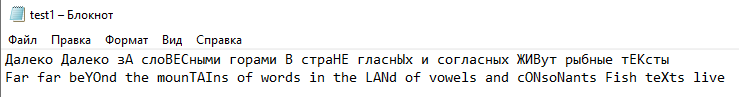 test1 – Блокнот
Файл Правка Формат Вид Справка
Далеко Далеко зА слоВЕСными горами В страНЕ гласнЫх и согласных ЖИВут рыбные тЕКсты
Far far beYOnd the mounTAIns of words in the LANd of vowels and cONsoNants Fish teXts live